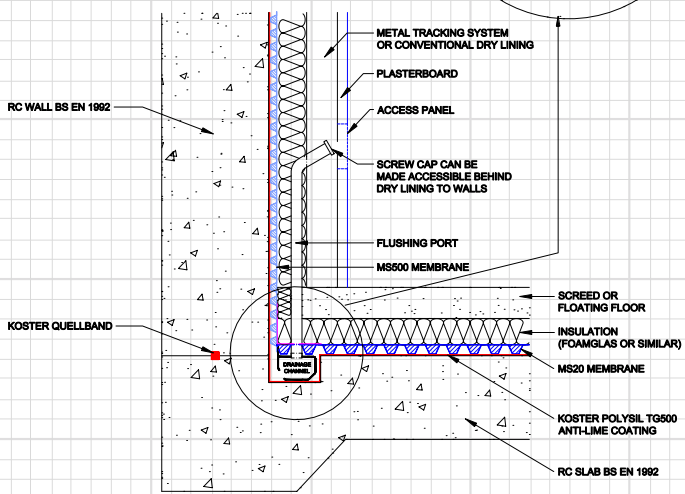 METAL TRACKING SYSTEM
OR CONVENTIONAL DRY LINING
PLASTERBOARD
RC WALL BS EN 1992
ACCESS PANEL
SCREW CAP CAN BE
MADE ACCESSIBLE BEHIND
DRY LINING TO WALLS
FLUSHING PORT
MS500 MEMBRANE
SCREED OR
FLOATING FLOOR
KOSTER QUELLBAND
INSULATION
(FOAMGLAS OR SIMILAR)
DRAINAGE
CHANNEL
MS20 MEMBRANE
KOSTER POLYSIL TG500
ANTI-LIME COATING
RC SLAB BS EN 1992